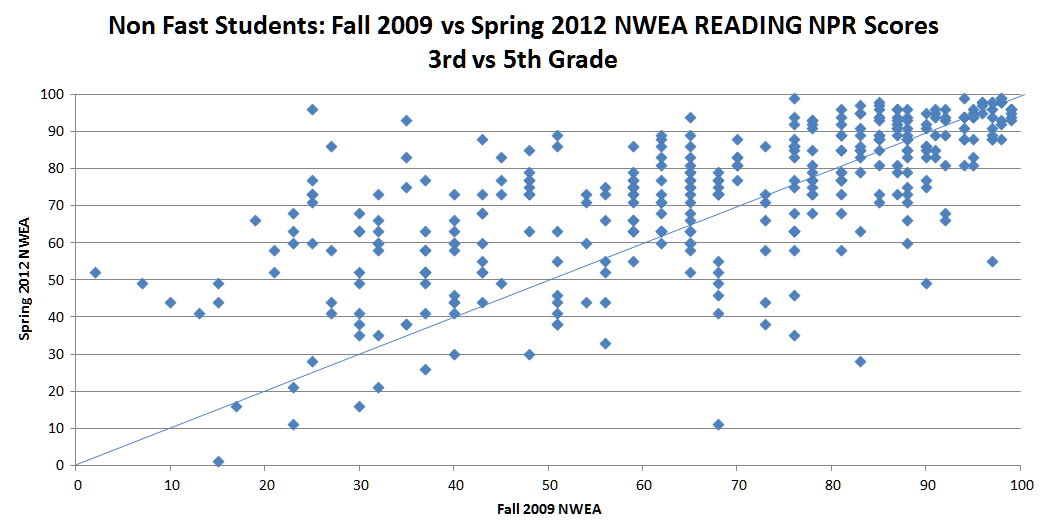 Non Fast Students: Fall 2009 vs Spring 2012 NWEA READING NPR Scores
3rd vs 5th Grade
100
90
80
70
60
50
40
30
20
10
0
Spring 2012 NWEA
0 10 20 30 40 50 60 70 80 90 100
Fall 2009 NWEA